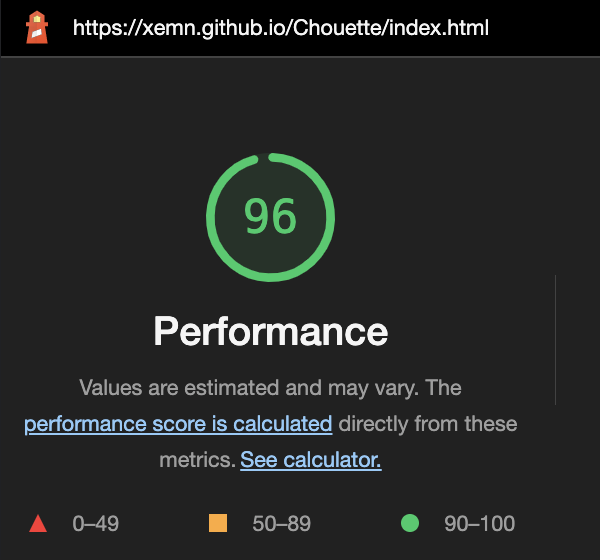 https://xemn.github.io/Chouette/index.html
96
Performance
Values are estimated and may vary. The
performance score is calculated directly from these
metrics. See calculator.
0–49 50–89 90–100